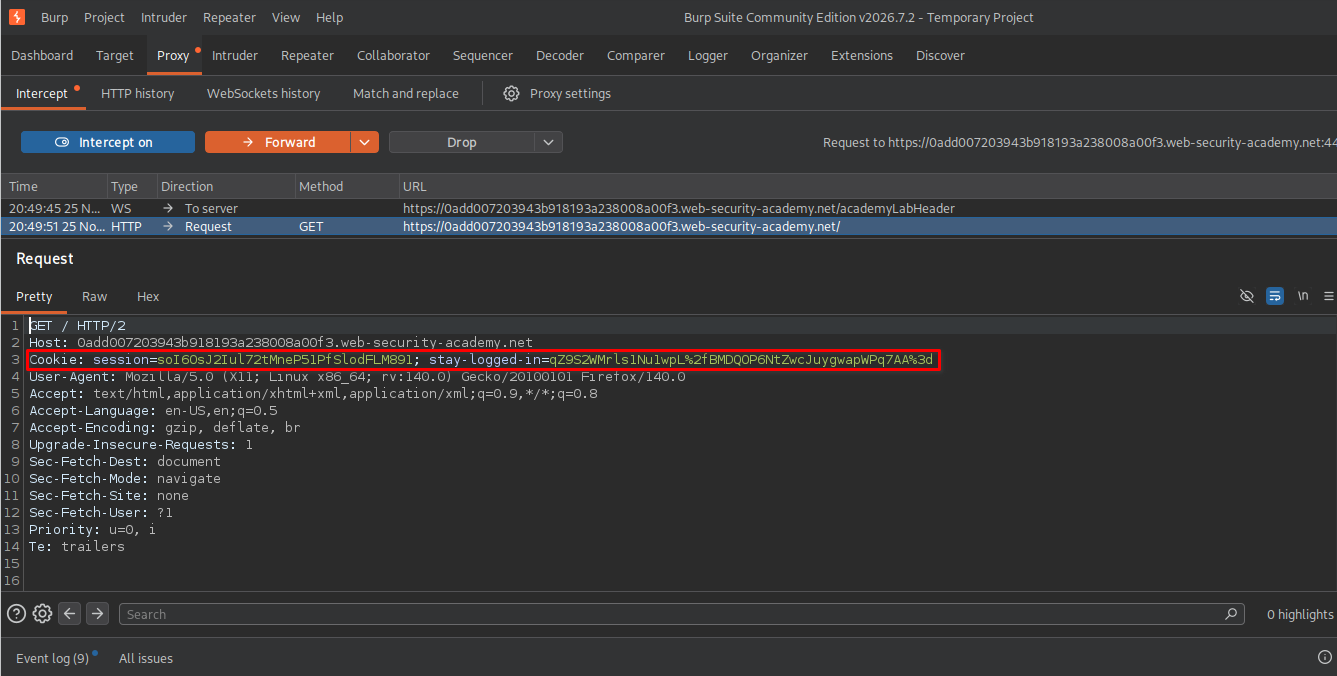 Burp Project Intruder Repeater View Help Burp Suite Community Edition v2026.7.2 - Temporary Project
Dashboard Target Proxy Intruder Repeater Collaborator Sequencer Decoder Comparer Logger Organizer Extensions Discover
Intercept HTTP history WebSockets history Match and replace Proxy settings
Intercept on Forward Drop Request to https://0add007203943b918193a238008a00f3.web-security-academy.net:44
Time Type Direction Method URL
20:49:45 25 N... WS → To server https://0add007203943b918193a238008a00f3.web-security-academy.net/academyLabHeader
20:49:51 25 No... HTTP → Request GET https://0add007203943b918193a238008a00f3.web-security-academy.net/
Request
Pretty Raw Hex \n
1 GET / HTTP/2
2 Host: 0add007203943b918193a238008a00f3.web-security-academy.net
3 Cookie: session=soI6OsJ2Iul72tMneP51PfSlodFLM891; stay-logged-in=qZ9S2WMrls1Nu1wpL%2fBMDQOP6NtZwcJuygwapWPq7AA%3d
4 User-Agent: Mozilla/5.0 (X11; Linux x86_64; rv:140.0) Gecko/20100101 Firefox/140.0
5 Accept: text/html,application/xhtml+xml,application/xml;q=0.9,*/*;q=0.8
6 Accept-Language: en-US,en;q=0.5
7 Accept-Encoding: gzip, deflate, br
8 Upgrade-Insecure-Requests: 1
9 Sec-Fetch-Dest: document
10 Sec-Fetch-Mode: navigate
11 Sec-Fetch-Site: none
12 Sec-Fetch-User: ?1
13 Priority: u=0, i
14 Te: trailers
15
16
Search 0 highlights
Event log (9) All issues